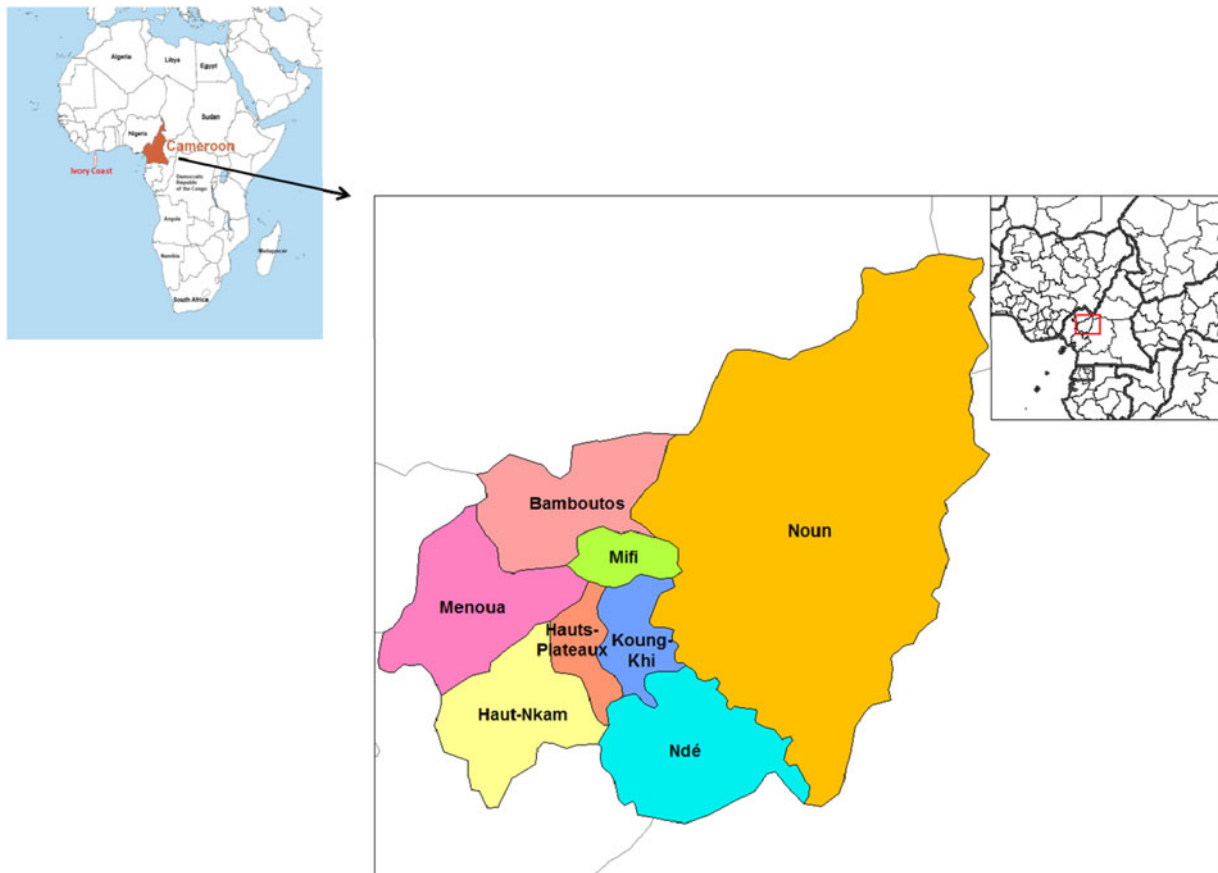 Algeria
Libya
Egypt
Sudan
Nigeria
Cameroon
Ivory Coast
Democratic
Republic
of the Congo
Angola
Namibia
Madagascar
South Africa
Bamboutos
Noun
Mifi
Menoua
Hauts-
Plateaux
Koung-
Khi
Haut-Nkam
Ndé